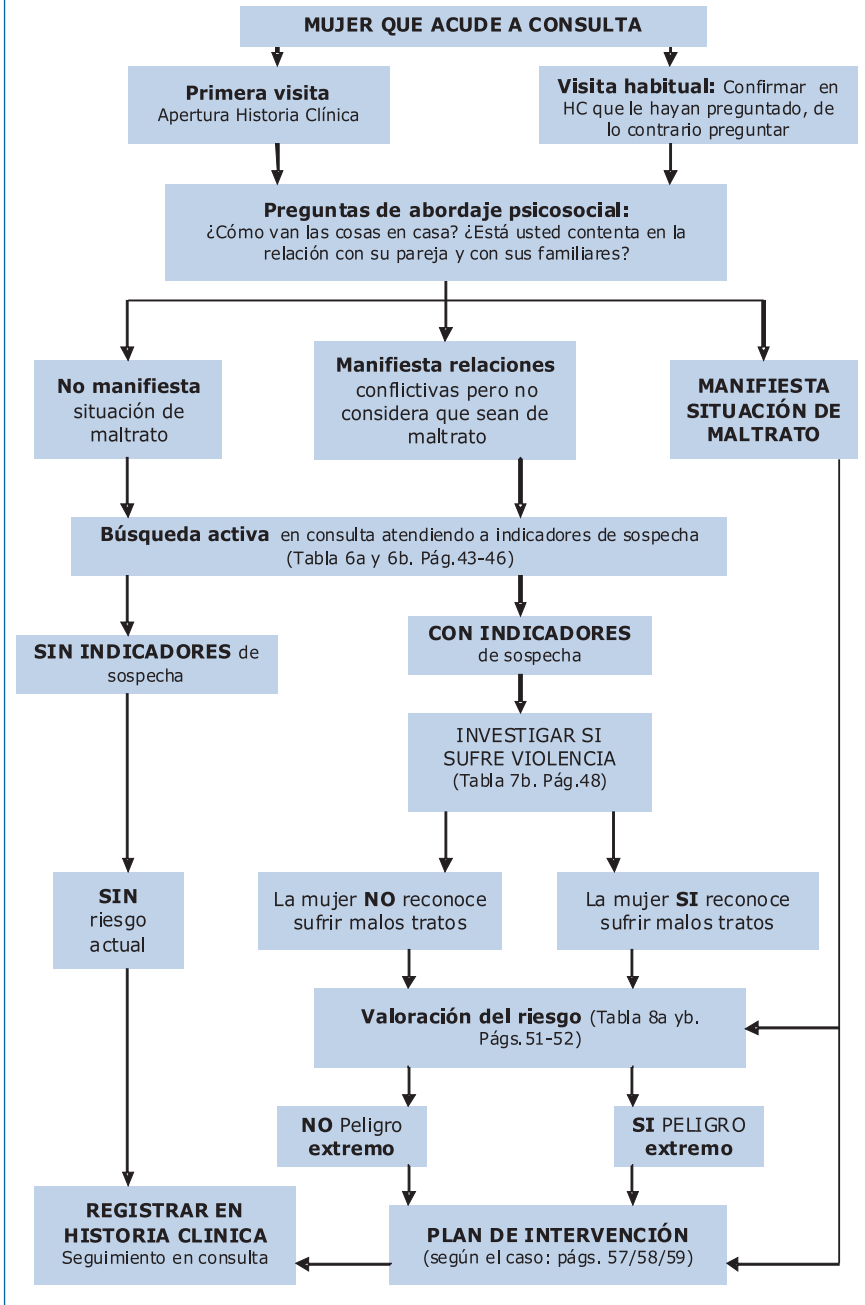 MUJER QUE ACUDE A CONSULTA
Primera visita
Apertura Historia Clínica
Visita habitual: Confirmar en
HC que le hayan preguntado, de
lo contrario preguntar
Preguntas de abordaje psicosocial:
¿Cómo van las cosas en casa? ¿Está usted contenta en la
relación con su pareja y con sus familiares?
No manifiesta
situación de
maltrato
Manifiesta relaciones
conflictivas pero no
considera que sean de
maltrato
MANIFIESTA
SITUACIÓN DE
MALTRATO
Búsqueda activa en consulta atendiendo a indicadores de sospecha
(Tabla 6a y 6b. Pág.43-46)
SIN INDICADORES de
sospecha
CON INDICADORES
de sospecha
INVESTIGAR SI
SUFRE VIOLENCIA
(Tabla 7b. Pág.48)
SIN
riesgo
actual
La mujer NO reconoce
sufrir malos tratos
La mujer SI reconoce
sufrir malos tratos
Valoración del riesgo (Tabla 8a yb.
Págs.51-52)
NO Peligro
extremo
SI PELIGRO
extremo
REGISTRAR EN
HISTORIA CLINICA
Seguimiento en consulta
PLAN DE INTERVENCIÓN
(según el caso: págs. 57/58/59)